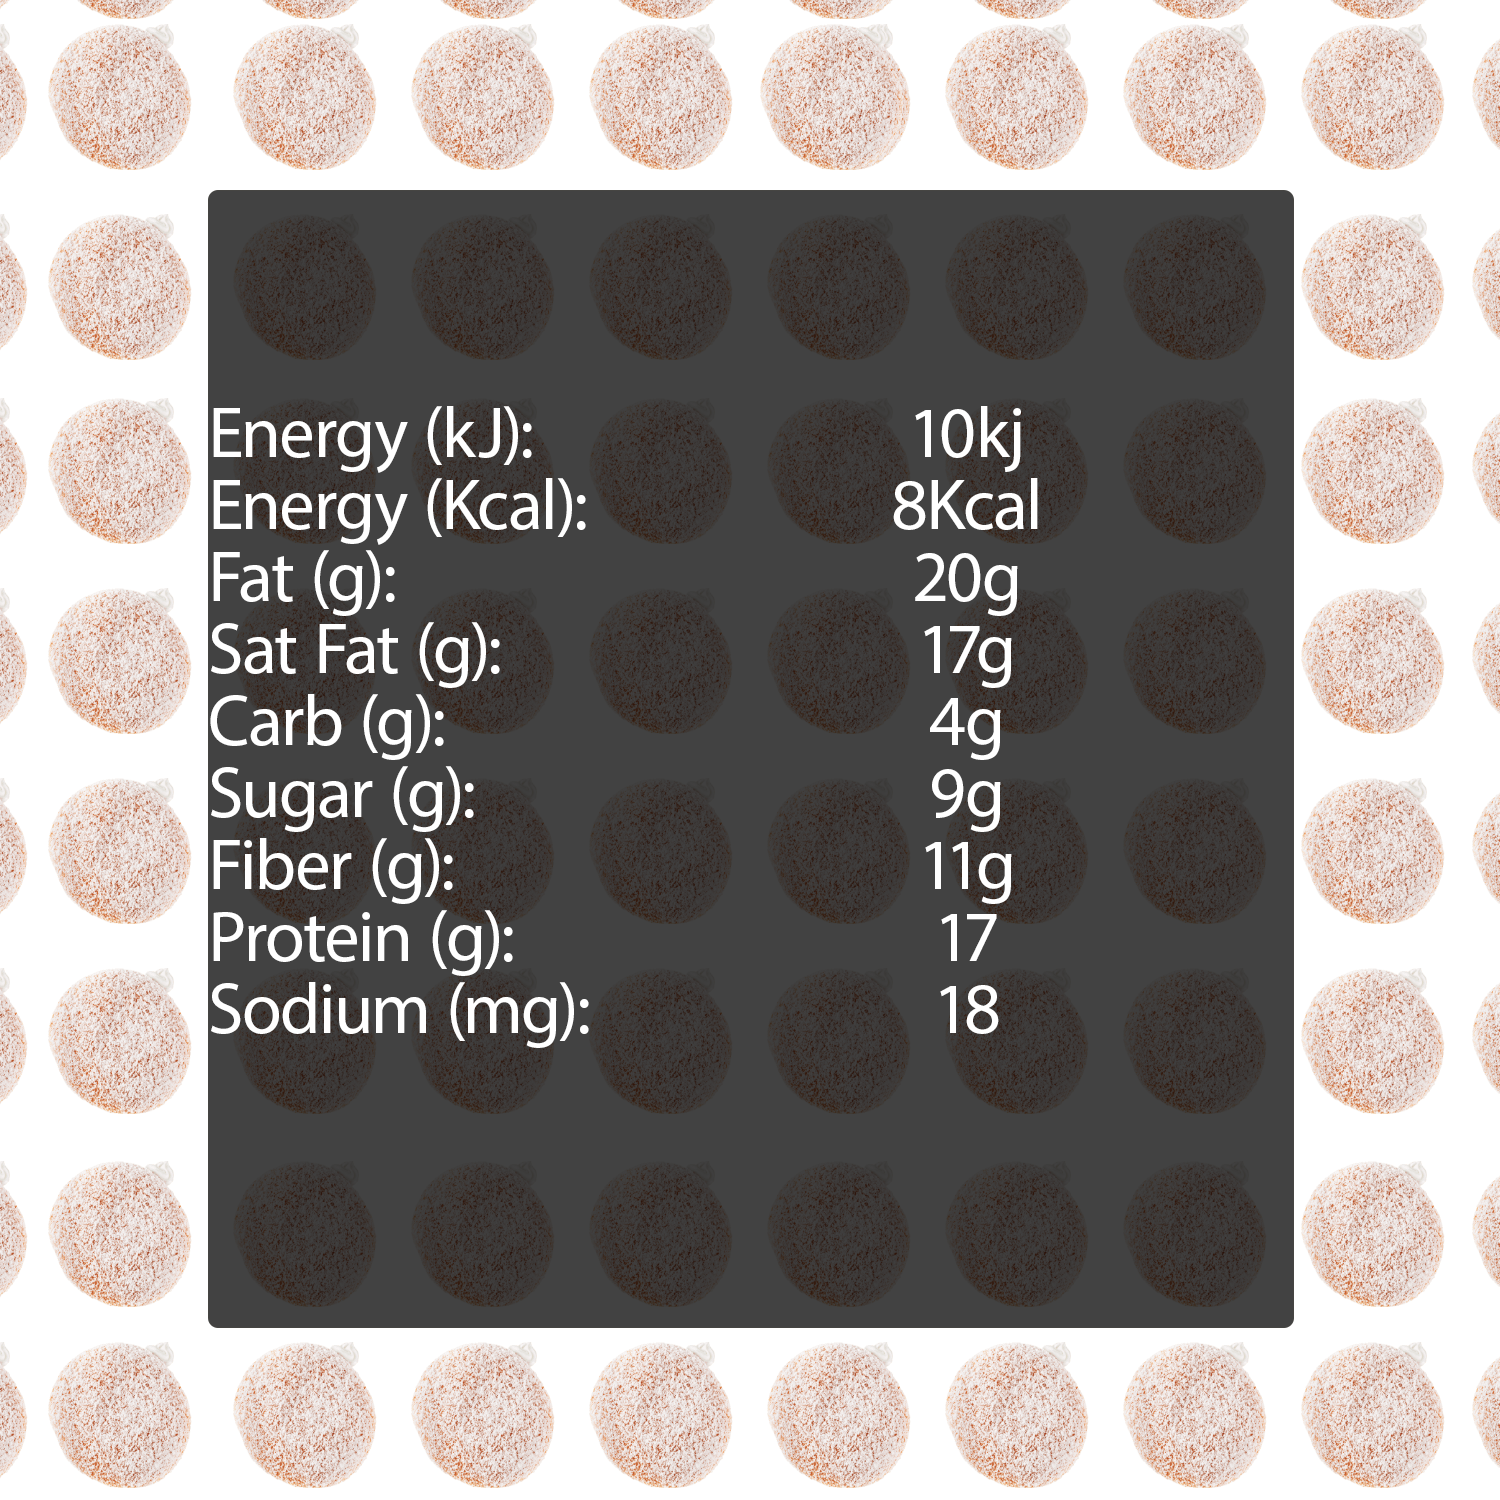 Energy (kJ): 10kj
Energy (Kcal): 8Kcal
Fat (g): 20g
Sat Fat (g): 17g
Carb (g): 4g
Sugar (g): 9g
Fiber (g): 11g
Protein (g): 17
Sodium (mg): 18